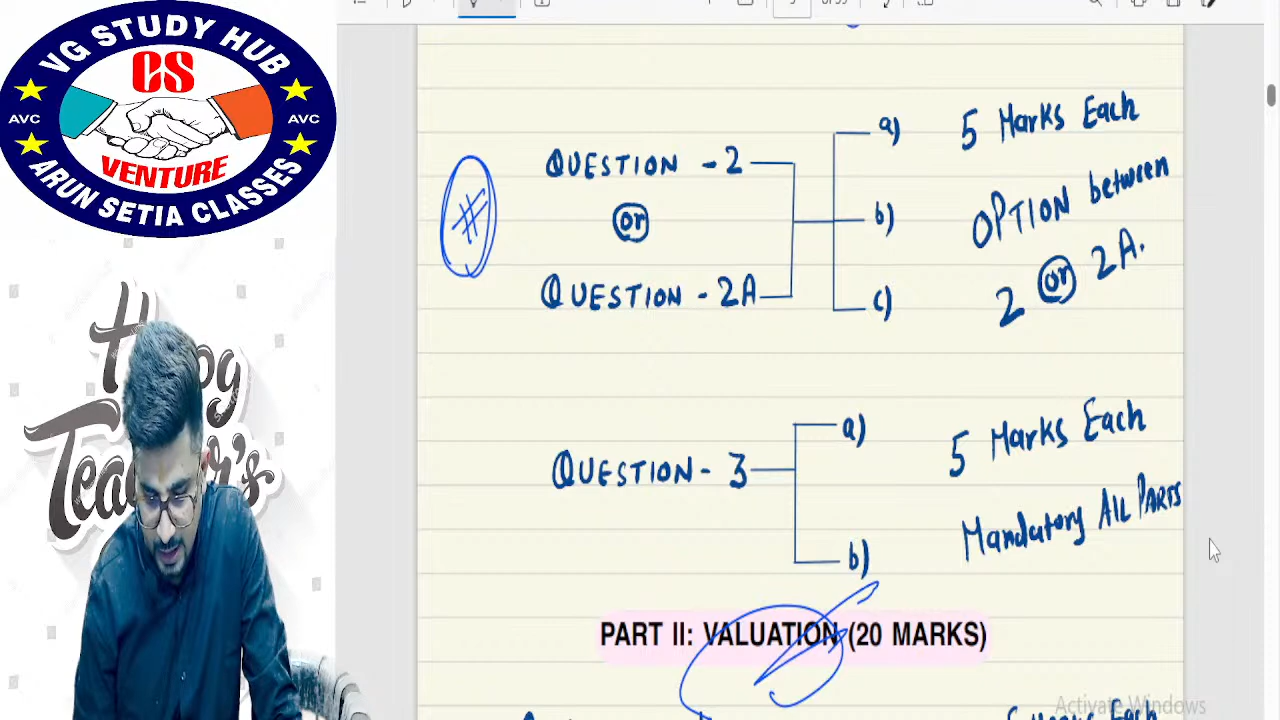 VG STUDY HUB
CS
AVC
AVC
VENTURE
ARUN SETIA CLASSES
Teacher's
QUESTION - 2
or
QUESTION - 2A
a)
b)
c)
5 Marks Each
OPTION between
2 or 2A.
#
QUESTION - 3
a)
b)
5 Marks Each
Mandatory All PARTS
PART II: VALUATION (20 MARKS)
Activate Windows